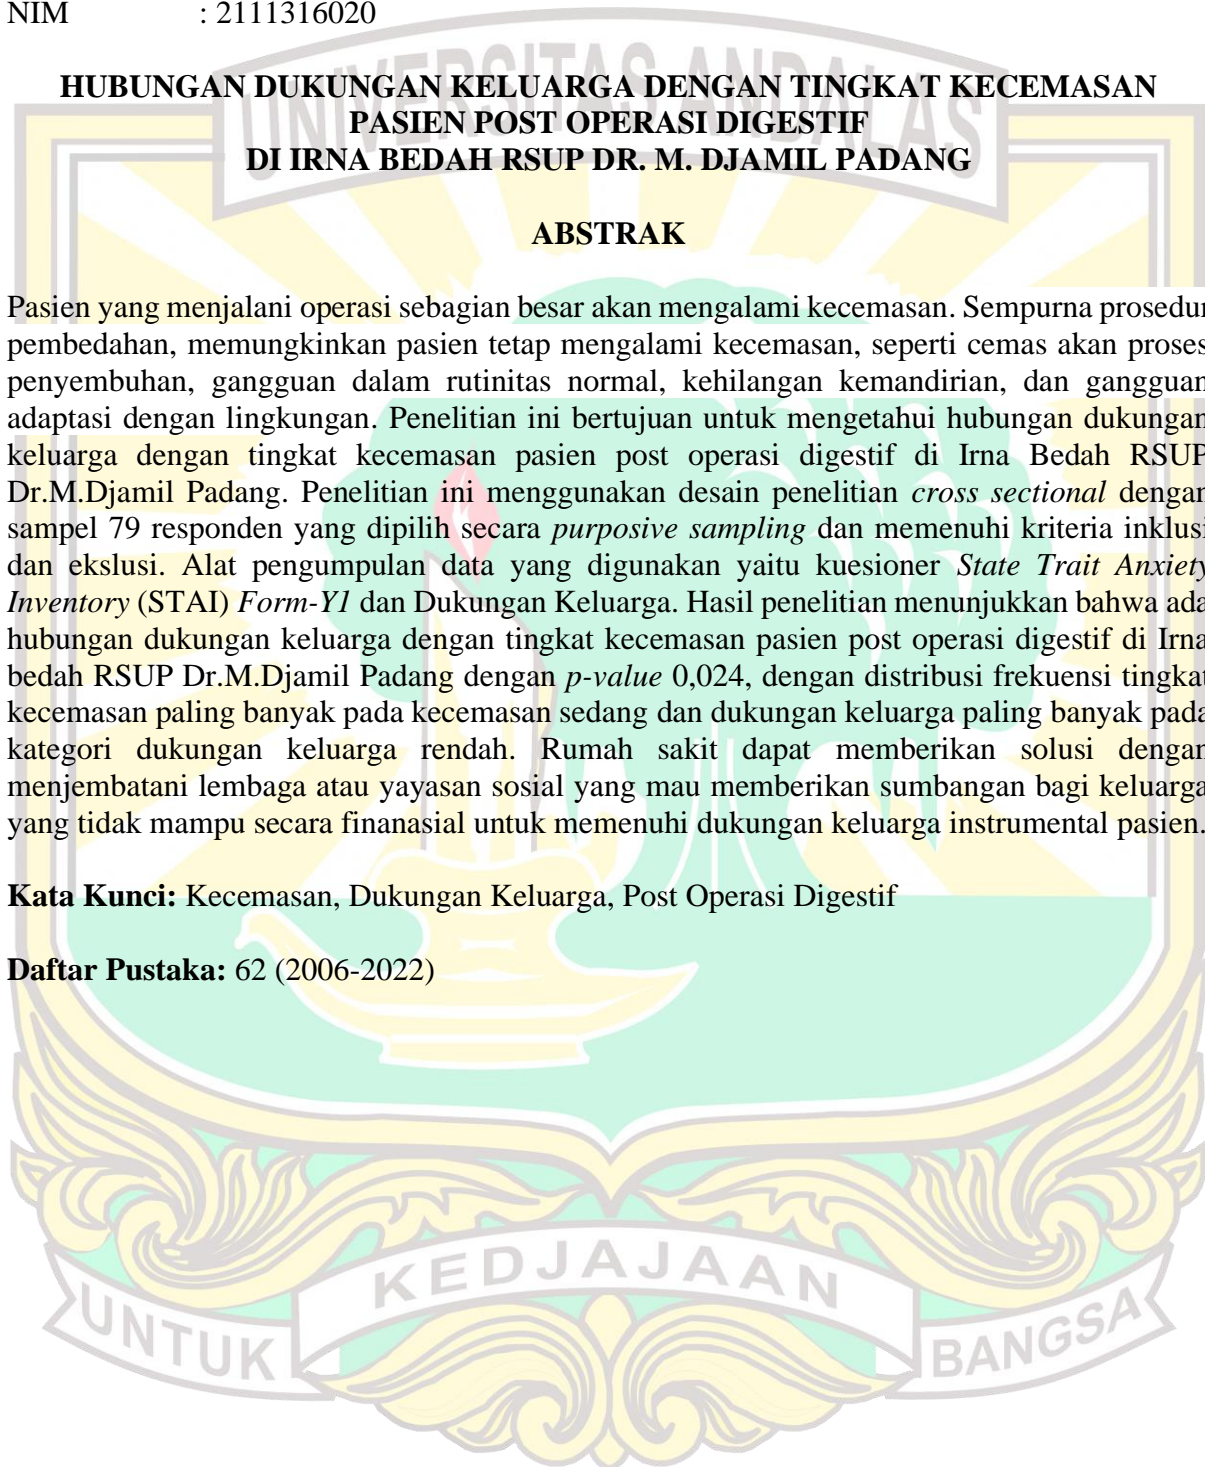 NIM : 2111316020
UNIVERSITAS ANDALAS
HUBUNGAN DUKUNGAN KELUARGA DENGAN TINGKAT KECEMASAN
PASIEN POST OPERASI DIGESTIF
DI IRNA BEDAH RSUP DR. M. DJAMIL PADANG
ABSTRAK
Pasien yang menjalani operasi sebagian besar akan mengalami kecemasan. Sempurna prosedur
pembedahan, memungkinkan pasien tetap mengalami kecemasan, seperti cemas akan proses
penyembuhan, gangguan dalam rutinitas normal, kehilangan kemandirian, dan gangguan
adaptasi dengan lingkungan. Penelitian ini bertujuan untuk mengetahui hubungan dukungan
keluarga dengan tingkat kecemasan pasien post operasi digestif di Irna Bedah RSUP
Dr.M.Djamil Padang. Penelitian ini menggunakan desain penelitian cross sectional dengan
sampel 79 responden yang dipilih secara purposive sampling dan memenuhi kriteria inklusi
dan ekslusi. Alat pengumpulan data yang digunakan yaitu kuesioner State Trait Anxiety
Inventory (STAI) Form-Y1 dan Dukungan Keluarga. Hasil penelitian menunjukkan bahwa ada
hubungan dukungan keluarga dengan tingkat kecemasan pasien post operasi digestif di Irna
bedah RSUP Dr.M.Djamil Padang dengan p-value 0,024, dengan distribusi frekuensi tingkat
kecemasan paling banyak pada kecemasan sedang dan dukungan keluarga paling banyak pada
kategori dukungan keluarga rendah. Rumah sakit dapat memberikan solusi dengan
menjembatani lembaga atau yayasan sosial yang mau memberikan sumbangan bagi keluarga
yang tidak mampu secara finanasial untuk memenuhi dukungan keluarga instrumental pasien.
Kata Kunci: Kecemasan, Dukungan Keluarga, Post Operasi Digestif
Daftar Pustaka: 62 (2006-2022)
UNTUK KEDJAJAAN BANGSA